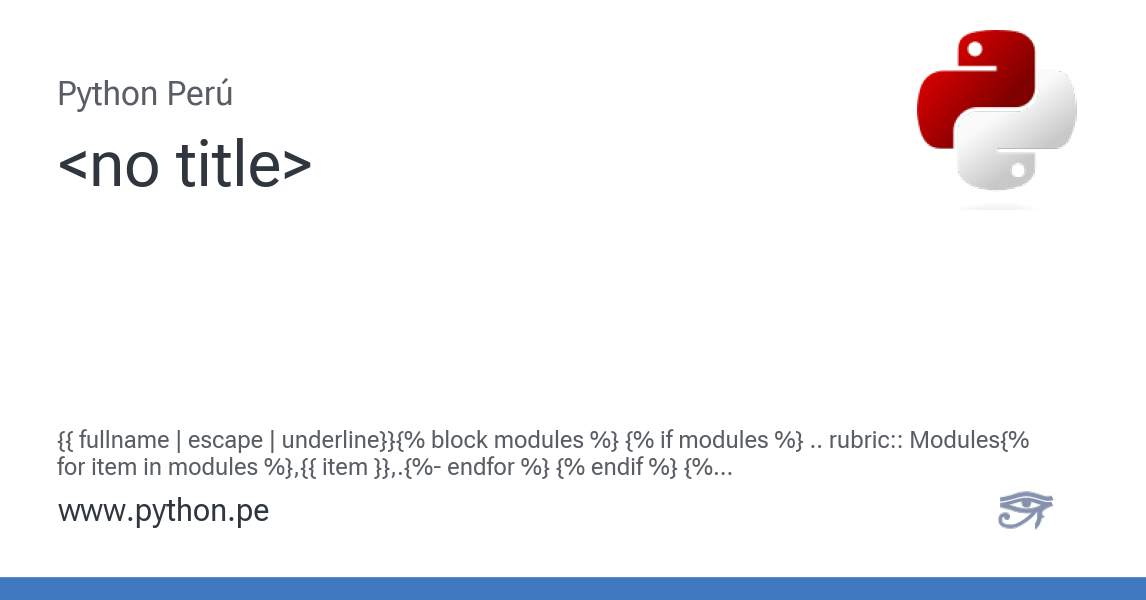 Python Perú
<no title>
{{ fullname | escape | underline}}{% block modules %} {% if modules %} .. rubric:: Modules{%
for item in modules %},{{ item }},.{%- endfor %} {% endif %} {%...
www.python.pe